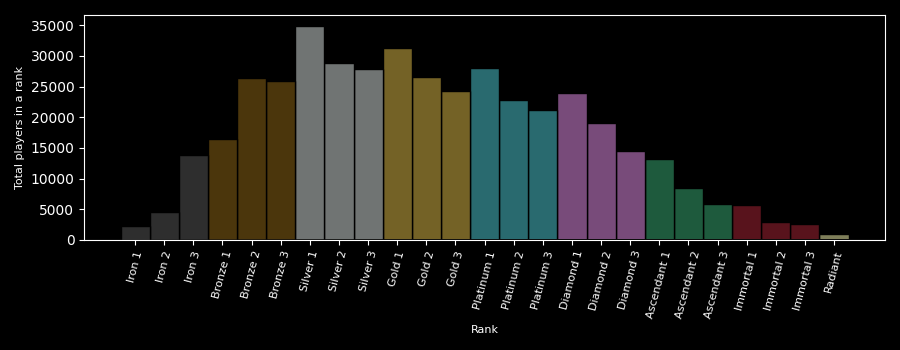 Total players in a rank
35000
30000
25000
20000
15000
10000
5000
0
Iron 1
Iron 2
Iron 3
Bronze 1
Bronze 2
Bronze 3
Silver 1
Silver 2
Silver 3
Gold 1
Gold 2
Gold 3
Platinum 1
Platinum 2
Platinum 3
Diamond 1
Diamond 2
Diamond 3
Ascendant 1
Ascendant 2
Ascendant 3
Immortal 1
Immortal 2
Immortal 3
Radiant
Rank